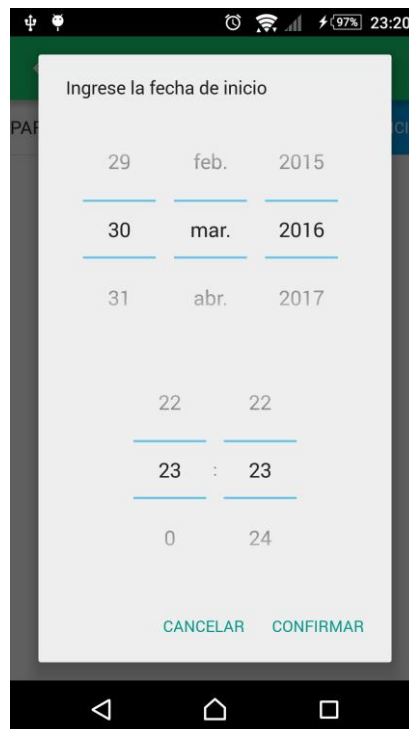 97% 23:20
Ingrese la fecha de inicio
PAR
29 feb. 2015
30 mar. 2016
31 abr. 2017
22 22
23 : 23
0 24
CANCELAR CONFIRMAR